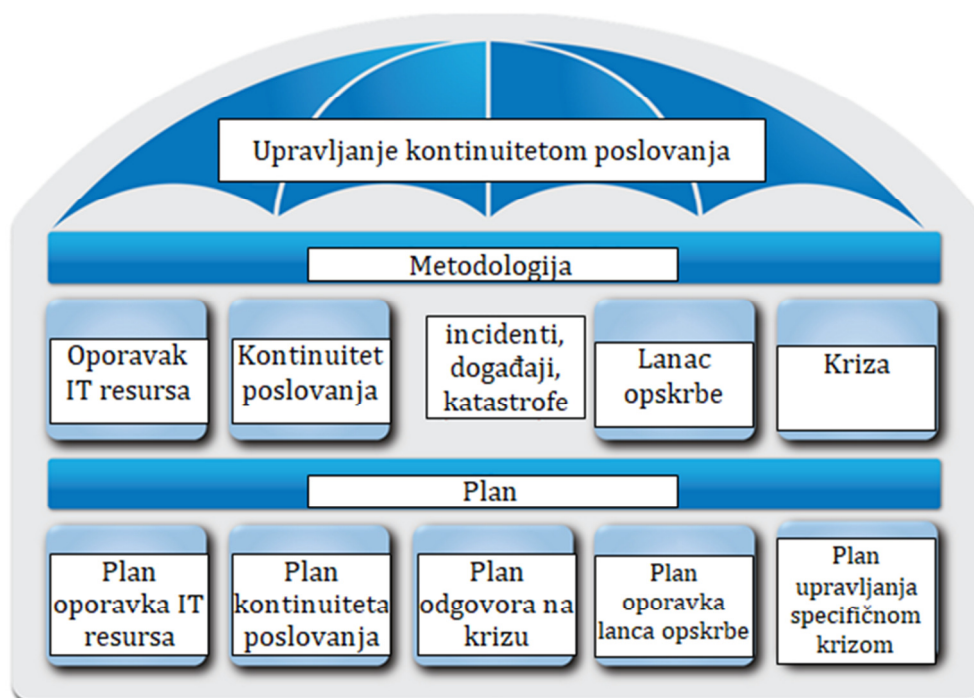 Upravljanje kontinuitetom poslovanja
Metodologija
Oporavak
IT resursa
Kontinuitet
poslovanja
incidenti,
događaji,
katastrofe
Lanac
opskrbe
Kriza
Plan
Plan
oporavka IT
resursa
Plan
kontinuiteta
poslovanja
Plan
odgovora na
krizu
Plan
oporavka
lanca opskrbe
Plan
upravljanja
specifičnom
krizom